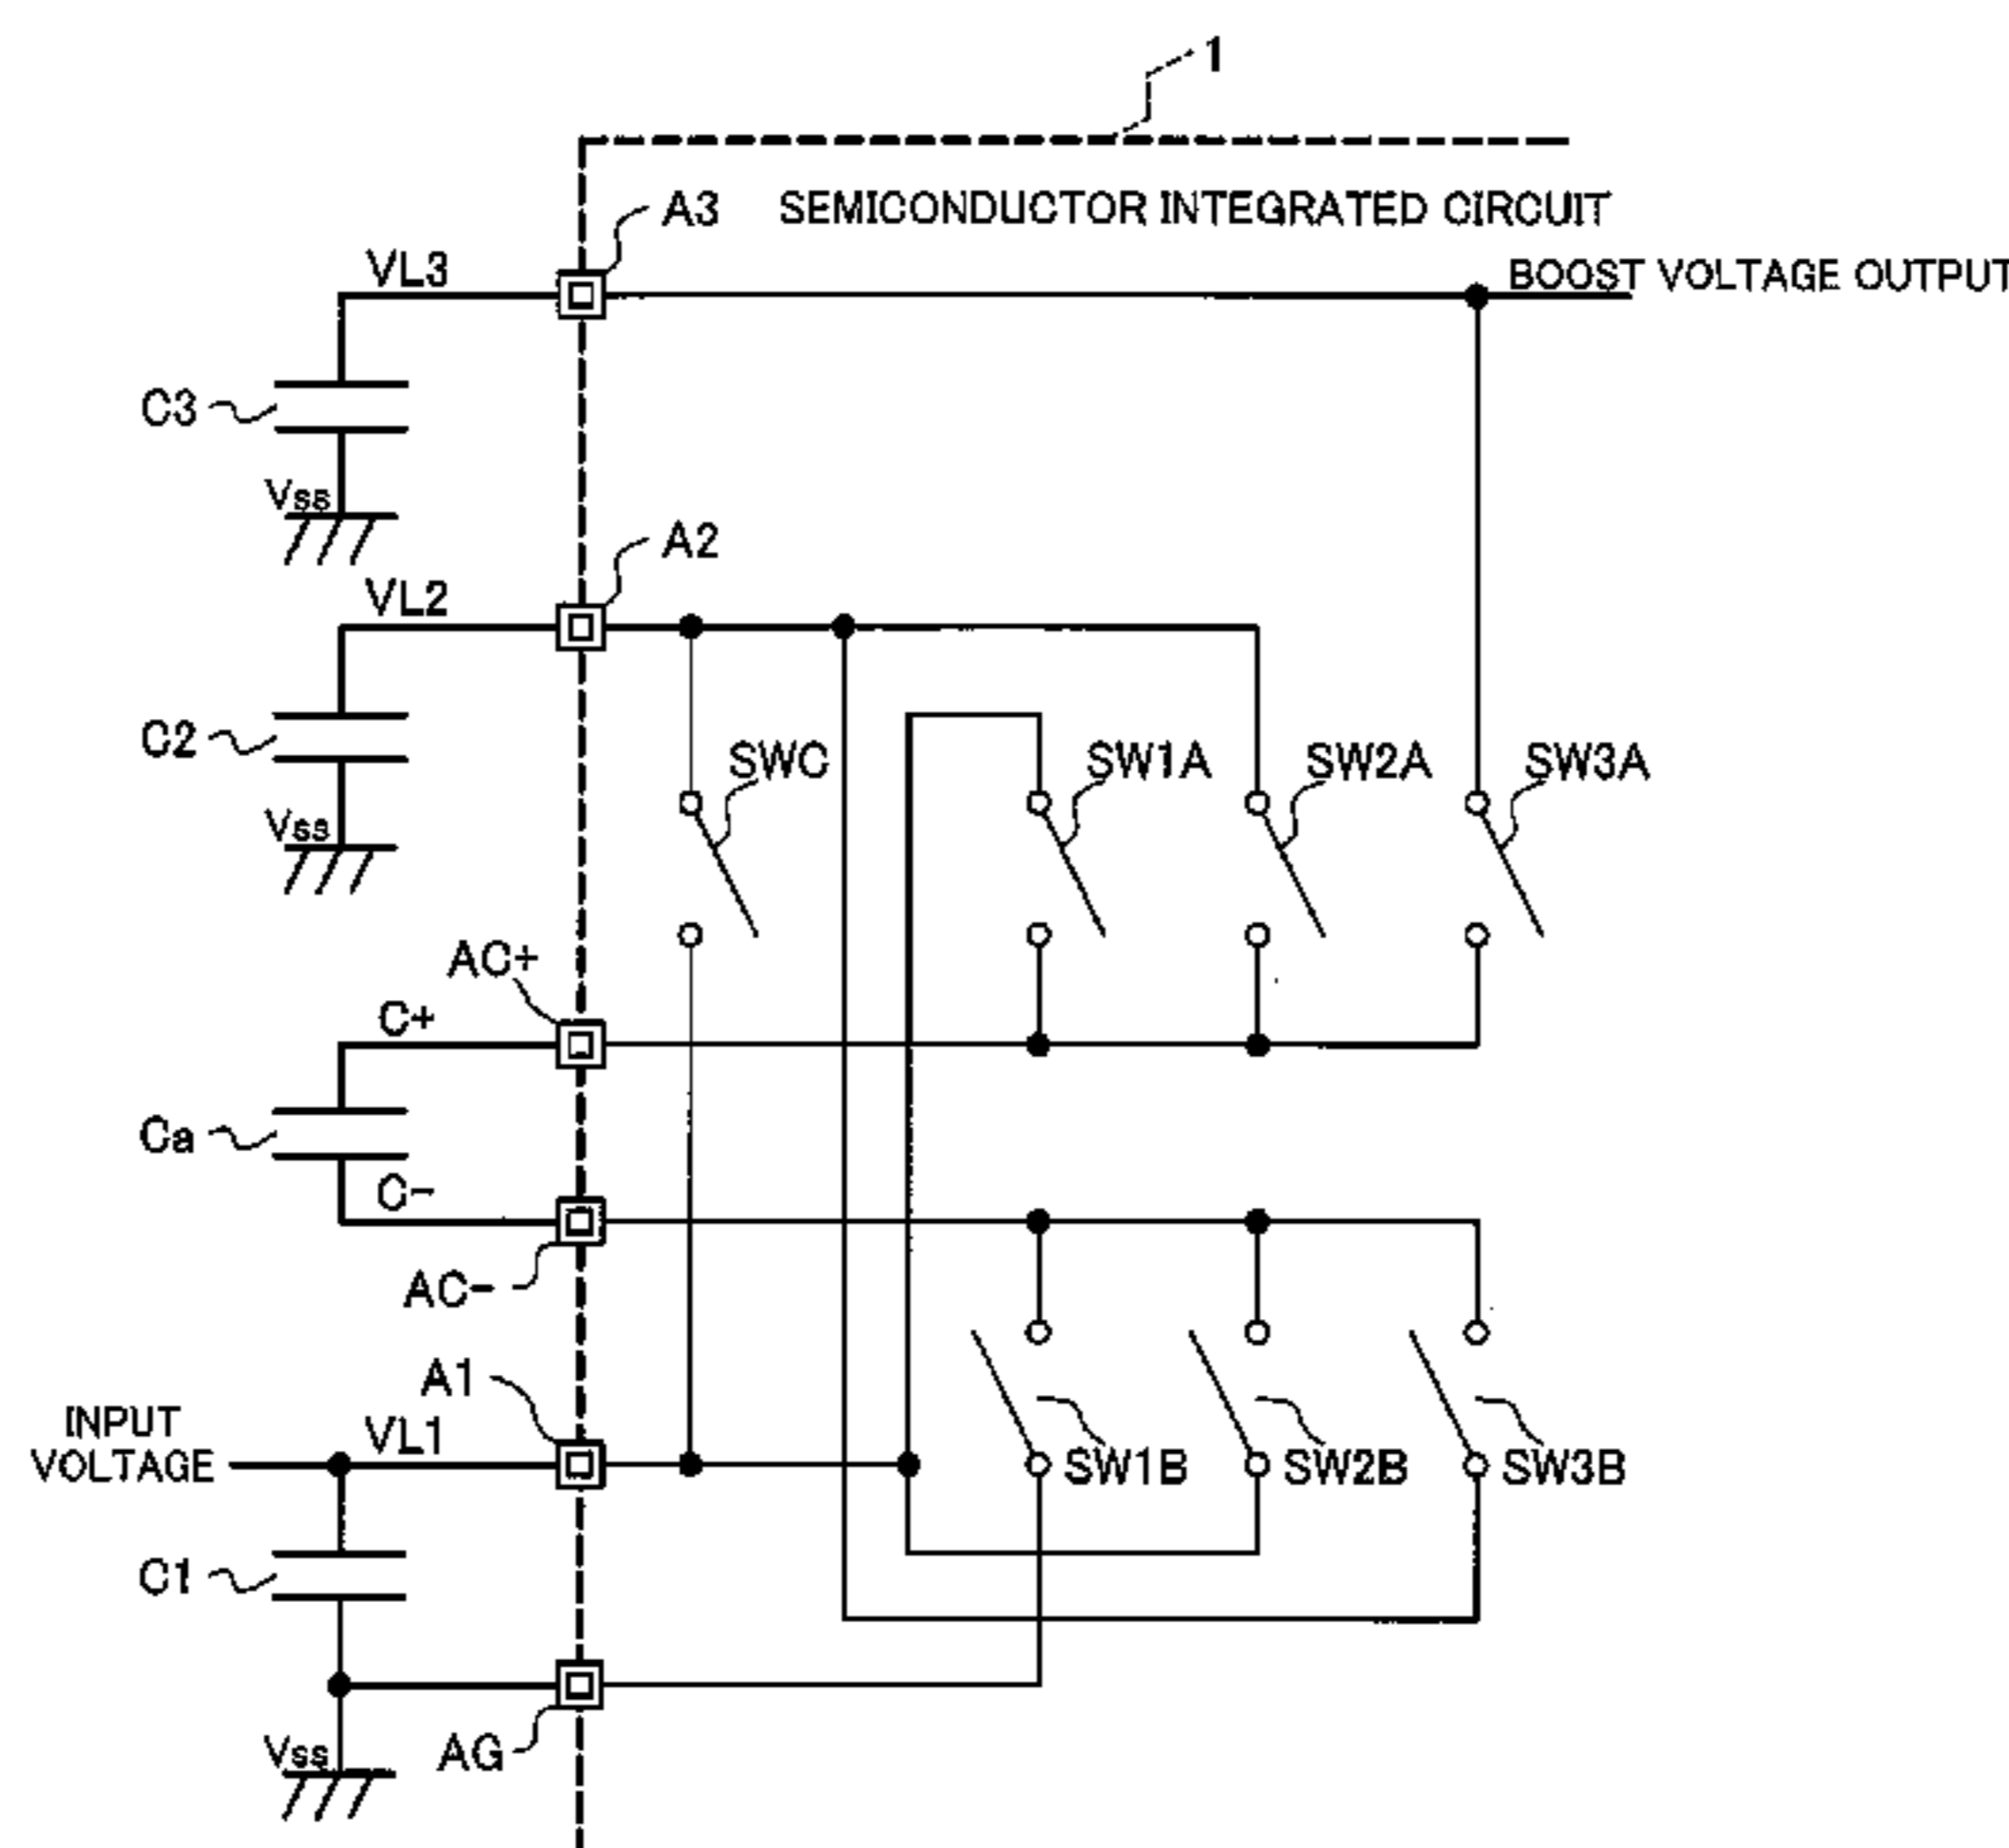 1
A3
SEMICONDUCTOR INTEGRATED CIRCUIT
VL3
BOOST VOLTAGE OUTPUT
C3
Vss
A2
VL2
C2
SWC
SW1A
SW2A
SW3A
Vss
AC+
C+
Ca
C-
AC-
A1
INPUT
VOLTAGE
VL1
SW1B
SW2B
SW3B
C1
Vss
AG